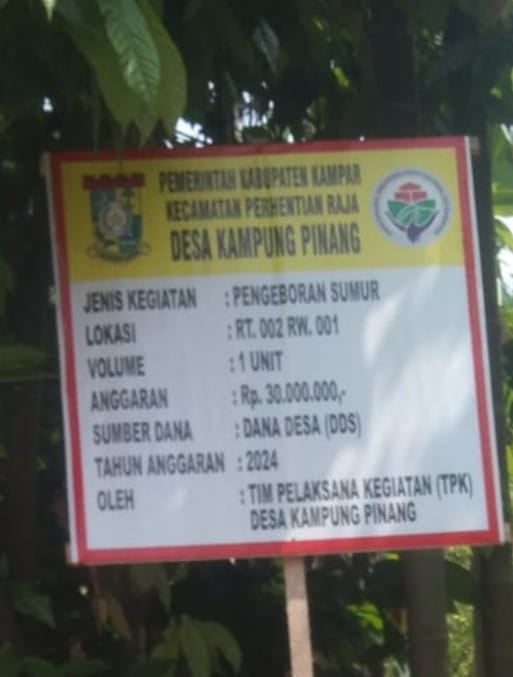 PEMERINTAH KABUPATEN KAMPAR
KECAMATAN PERHENTIAN RAJA
DESA KAMPUNG PINANG
JENIS KEGIATAN : PENGEBORAN SUMUR
LOKASI : RT. 002 RW. 001
VOLUME : 1 UNIT
ANGGARAN : Rp. 30.000.000,-
SUMBER DANA : DANA DESA (DDS)
TAHUN ANGGARAN : 2024
OLEH : TIM PELAKSANA KEGIATAN (TPK)
DESA KAMPUNG PINANG